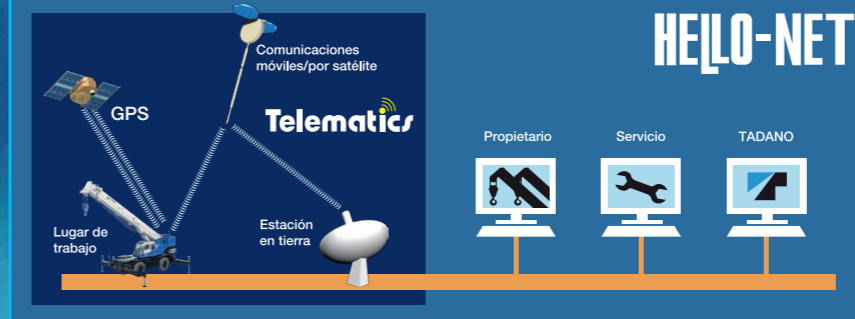 HELLO-NET
Comunicaciones
móviles/por satélite
GPS
Telematics
Propietario
Servicio
TADANO
Lugar de
trabajo
Estación
en tierra